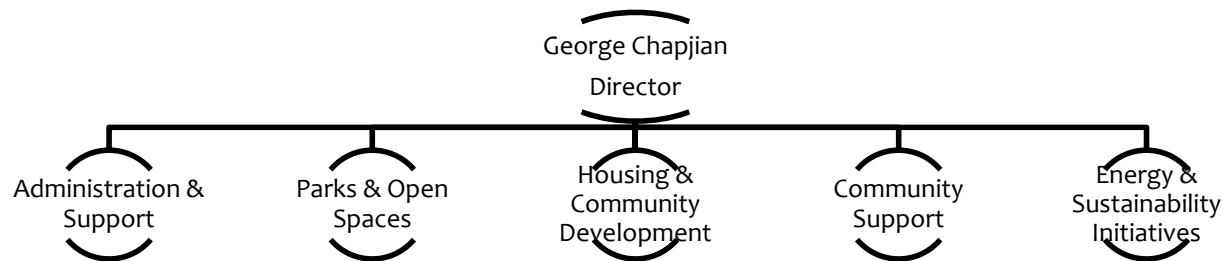 George Chapjian
Director
Administration &
Support
Parks & Open
Spaces
Housing &
Community
Development
Community
Support
Energy &
Sustainability
Initiatives